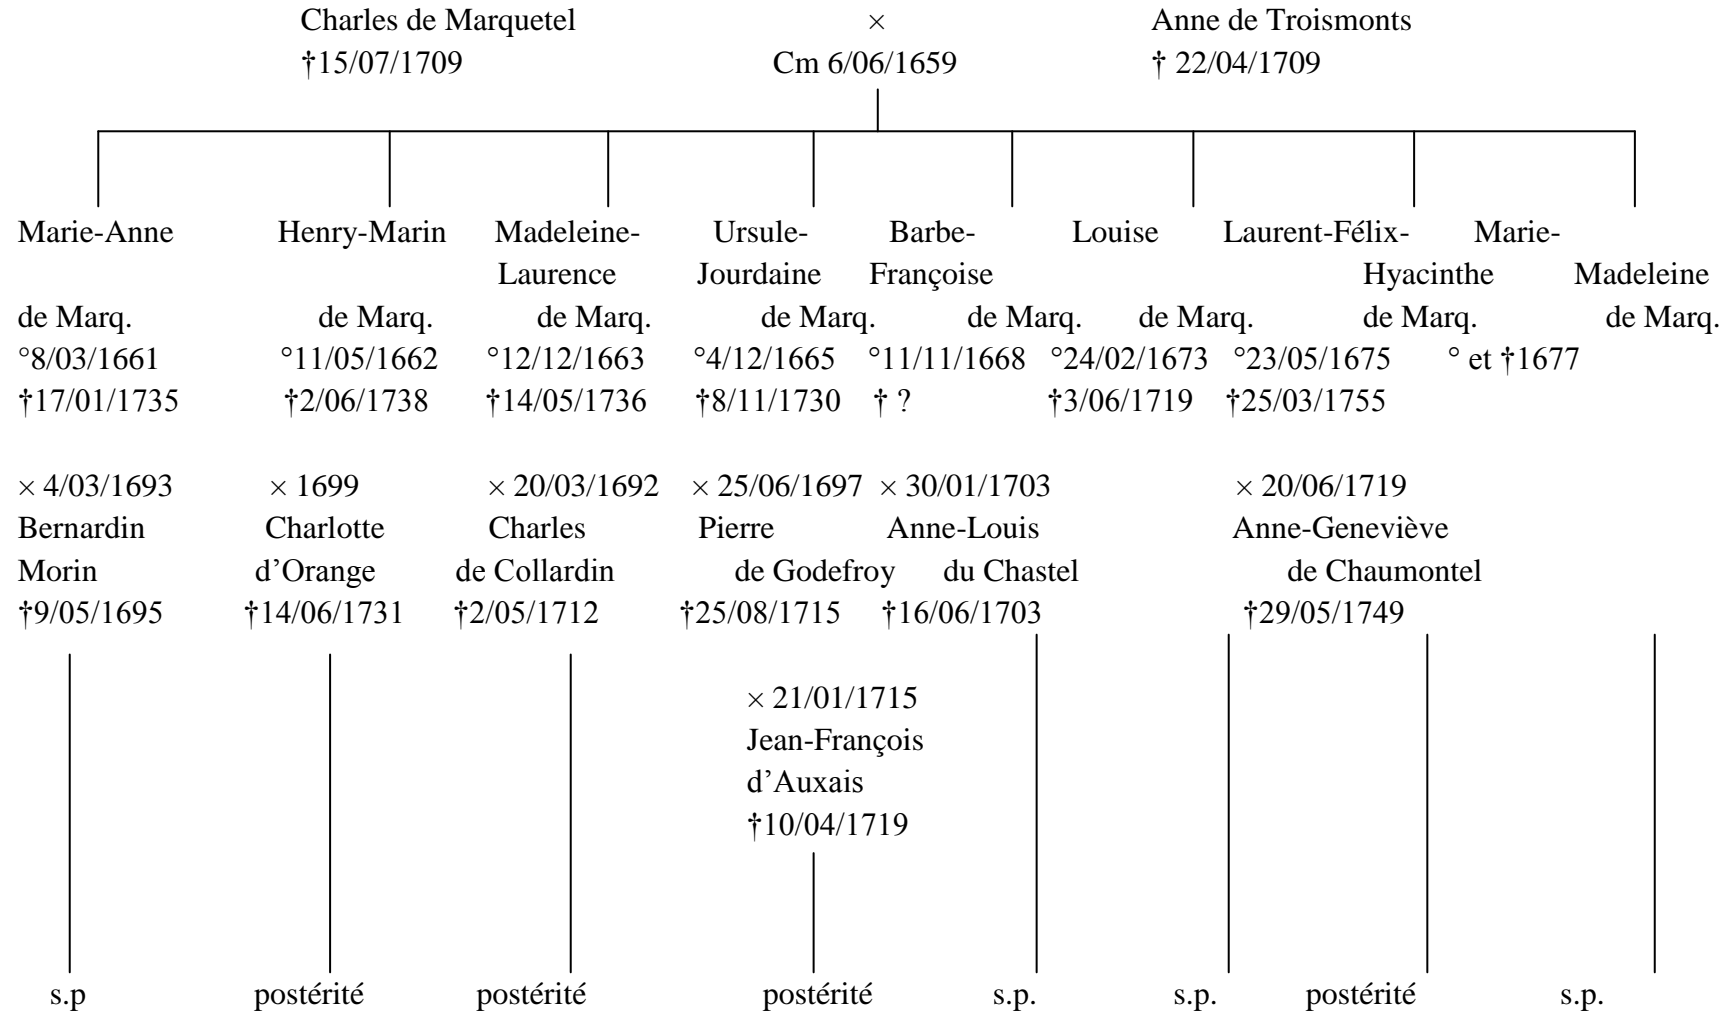 Charles de Marquetel × Anne de Troismonts
†15/07/1709 Cm 6/06/1659 † 22/04/1709
Marie-Anne Henry-Marin Madeleine- Ursule- Barbe- Louise Laurent-Félix- Marie-
Laurence Jourdaine Françoise Hyacinthe Madeleine
de Marq. de Marq. de Marq. de Marq. de Marq. de Marq. de Marq. de Marq.
°8/03/1661 °11/05/1662 °12/12/1663 °4/12/1665 °11/11/1668 °24/02/1673 °23/05/1675 ° et †1677
†17/01/1735 †2/06/1738 †14/05/1736 †8/11/1730 † ? †3/06/1719 †25/03/1755
× 4/03/1693 × 1699 × 20/03/1692 × 25/06/1697 × 30/01/1703 × 20/06/1719
Bernardin Charlotte Charles Pierre Anne-Louis Anne-Geneviève
Morin d’Orange de Collardin de Godefroy du Chastel de Chaumontel
†9/05/1695 †14/06/1731 †2/05/1712 †25/08/1715 †16/06/1703 †29/05/1749
× 21/01/1715
Jean-François
d’Auxais
†10/04/1719
s.p postérité postérité postérité s.p. s.p. postérité s.p.